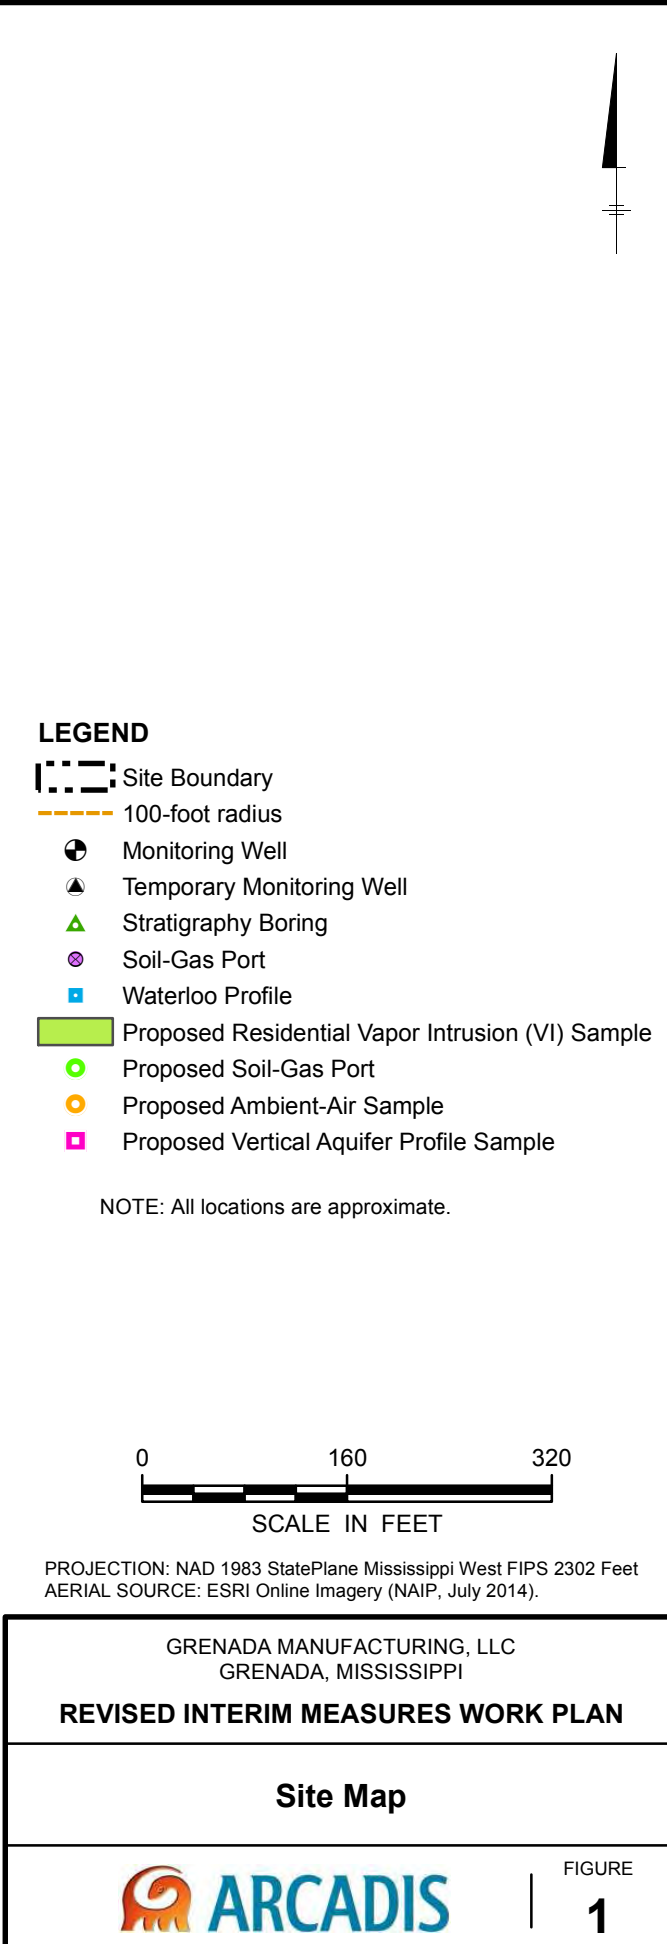 LEGEND
Site Boundary
100-foot radius
Monitoring Well
Temporary Monitoring Well
Stratigraphy Boring
Soil-Gas Port
Waterloo Profile
Proposed Residential Vapor Intrusion (VI) Sample
Proposed Soil-Gas Port
Proposed Ambient-Air Sample
Proposed Vertical Aquifer Profile Sample
NOTE: All locations are approximate.
0 160 320
SCALE IN FEET
PROJECTION: NAD 1983 StatePlane Mississippi West FIPS 2302 Feet
AERIAL SOURCE: ESRI Online Imagery (NAIP, July 2014).
GRENADA MANUFACTURING, LLC
GRENADA, MISSISSIPPI
REVISED INTERIM MEASURES WORK PLAN
Site Map
ARCADIS
FIGURE
1